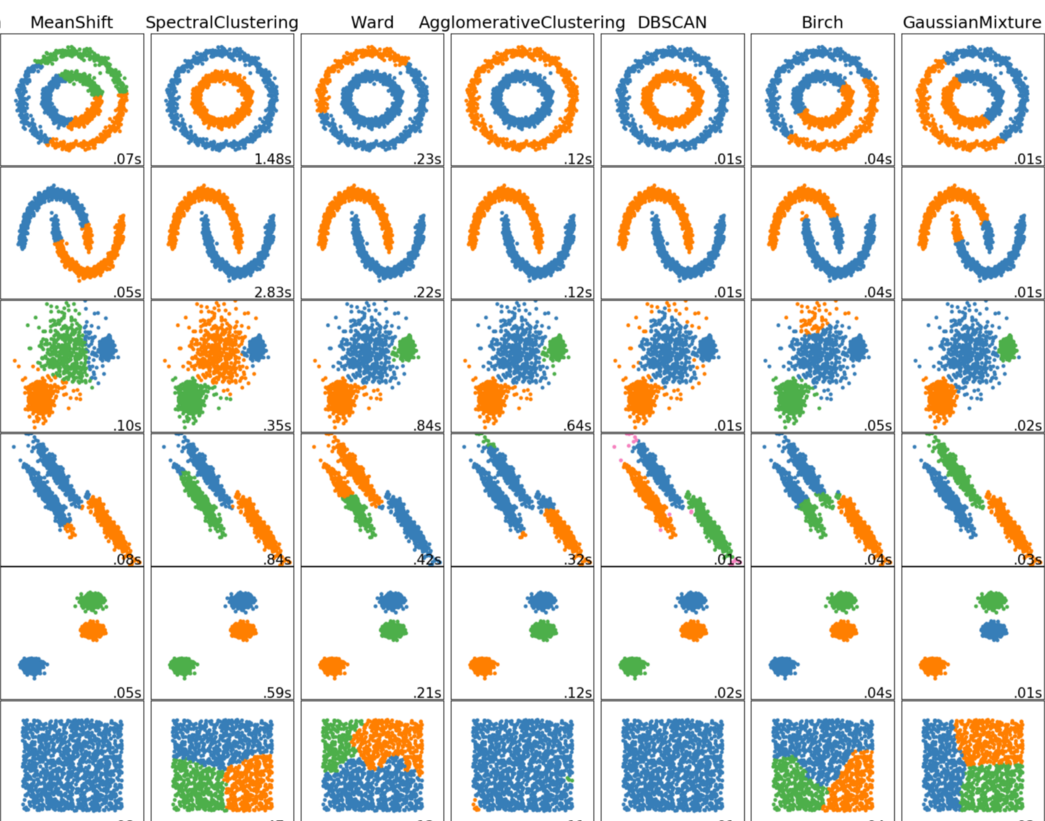 MeanShift SpectralClustering Ward AgglomerativeClustering DBSCAN Birch GaussianMixture
.07s 1.48s .23s .12s .01s .04s .01s
.05s 2.83s .22s .12s .01s .04s .01s
.10s .35s .84s .64s .01s .05s .02s
.08s .84s .42s .32s .01s .04s .03s
.05s .59s .21s .12s .02s .04s .01s